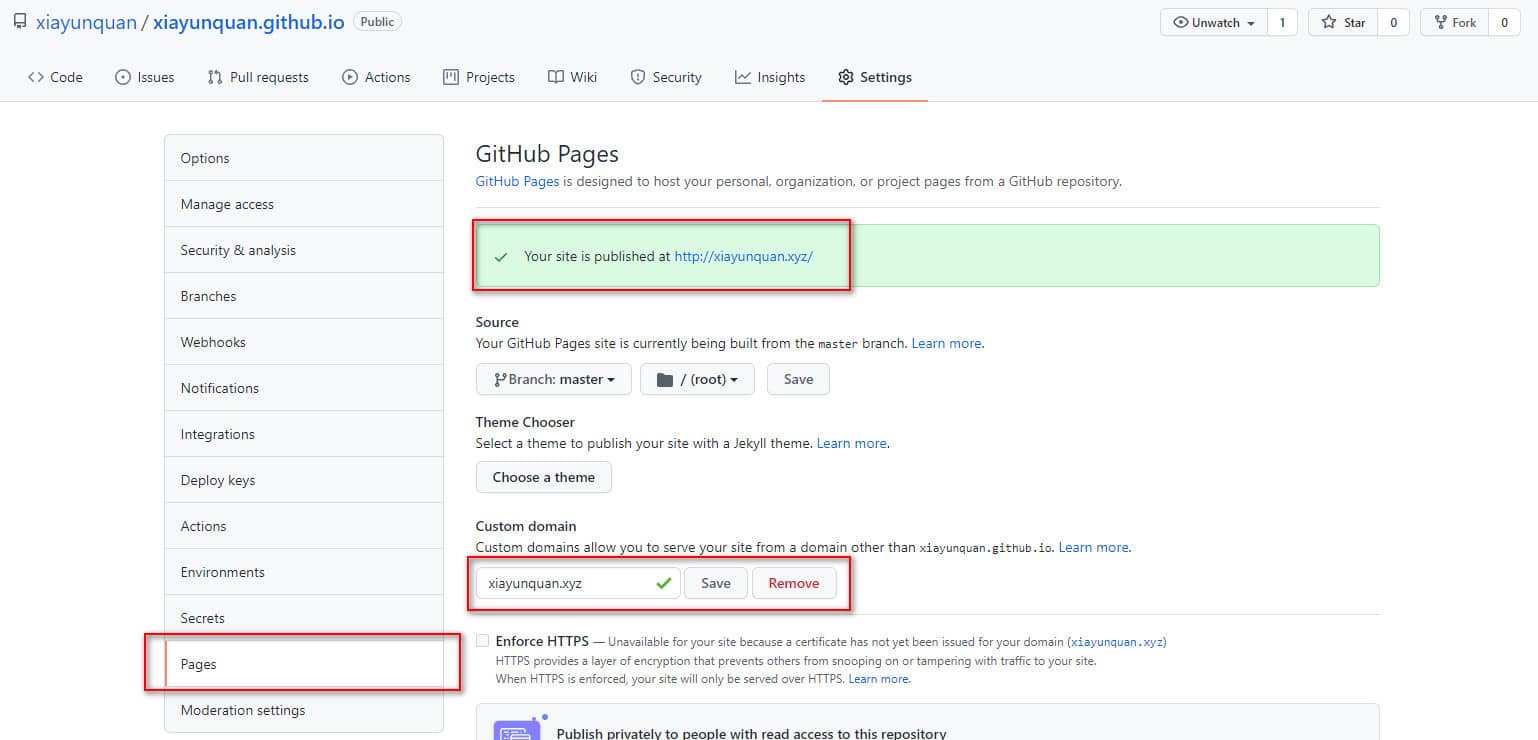 xiayunquan / xiayunquan.github.io Public
Unwatch 1 Star 0 Fork 0
Code Issues Pull requests Actions Projects Wiki Security Insights Settings
Options
Manage access
Security & analysis
Branches
Webhooks
Notifications
Integrations
Deploy keys
Actions
Environments
Secrets
Pages
Moderation settings
GitHub Pages
GitHub Pages is designed to host your personal, organization, or project pages from a GitHub repository.
Your site is published at http://xiayunquan.xyz/
Source
Your GitHub Pages site is currently being built from the master branch. Learn more.
Branch: master / (root) Save
Theme Chooser
Select a theme to publish your site with a Jekyll theme. Learn more.
Choose a theme
Custom domain
Custom domains allow you to serve your site from a domain other than xiayunquan.github.io. Learn more.
xiayunquan.xyz Save Remove
Enforce HTTPS — Unavailable for your site because a certificate has not yet been issued for your domain (xiayunquan.xyz)
HTTPS provides a layer of encryption that prevents others from snooping on or tampering with traffic to your site.
When HTTPS is enforced, your site will only be served over HTTPS. Learn more.
Publish privately to people with read access to this repository